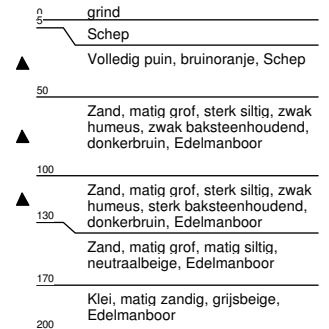 0 grind
5
Schep
Volledig puin, bruinoranje, Schep
50
Zand, matig grof, sterk siltig, zwak
humeus, zwak baksteenhoudend,
donkerbruin, Edelmanboor
100
Zand, matig grof, sterk siltig, zwak
humeus, sterk baksteenhoudend,
donkerbruin, Edelmanboor
130
Zand, matig grof, matig siltig,
neutraalbeige, Edelmanboor
170
Klei, matig zandig, grijsbeige,
Edelmanboor
200